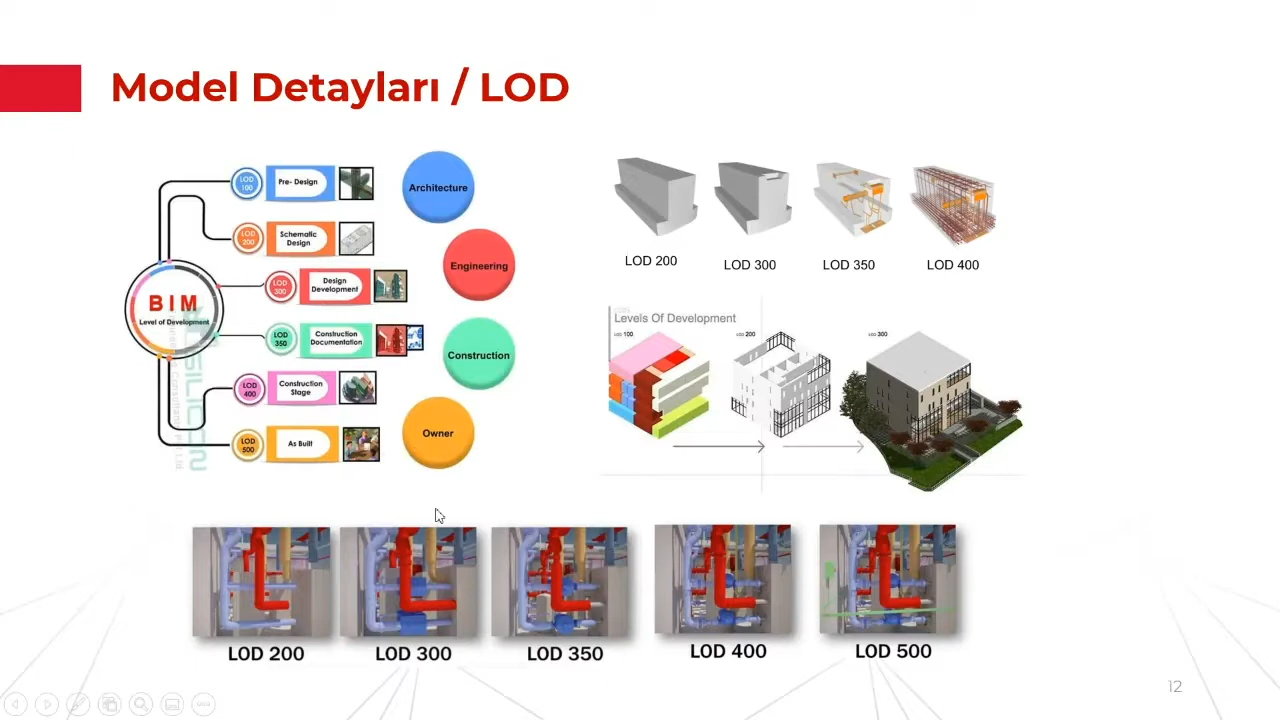 Model Detayları / LOD
LOD
100
Pre- Design
LOD
200
Schematic
Design
LOD
300
Design
Development
BIM
Level of Development
LOD
350
Construction
Documentation
LOD
400
Construction
Stage
LOD
500
As Built
Architecture
Engineering
Construction
Owner
LOD 200
LOD 300
LOD 350
LOD 400
Levels Of Development
LOD 100
LOD 200
LOD 300
LOD 200
LOD 300
LOD 350
LOD 400
LOD 500
12